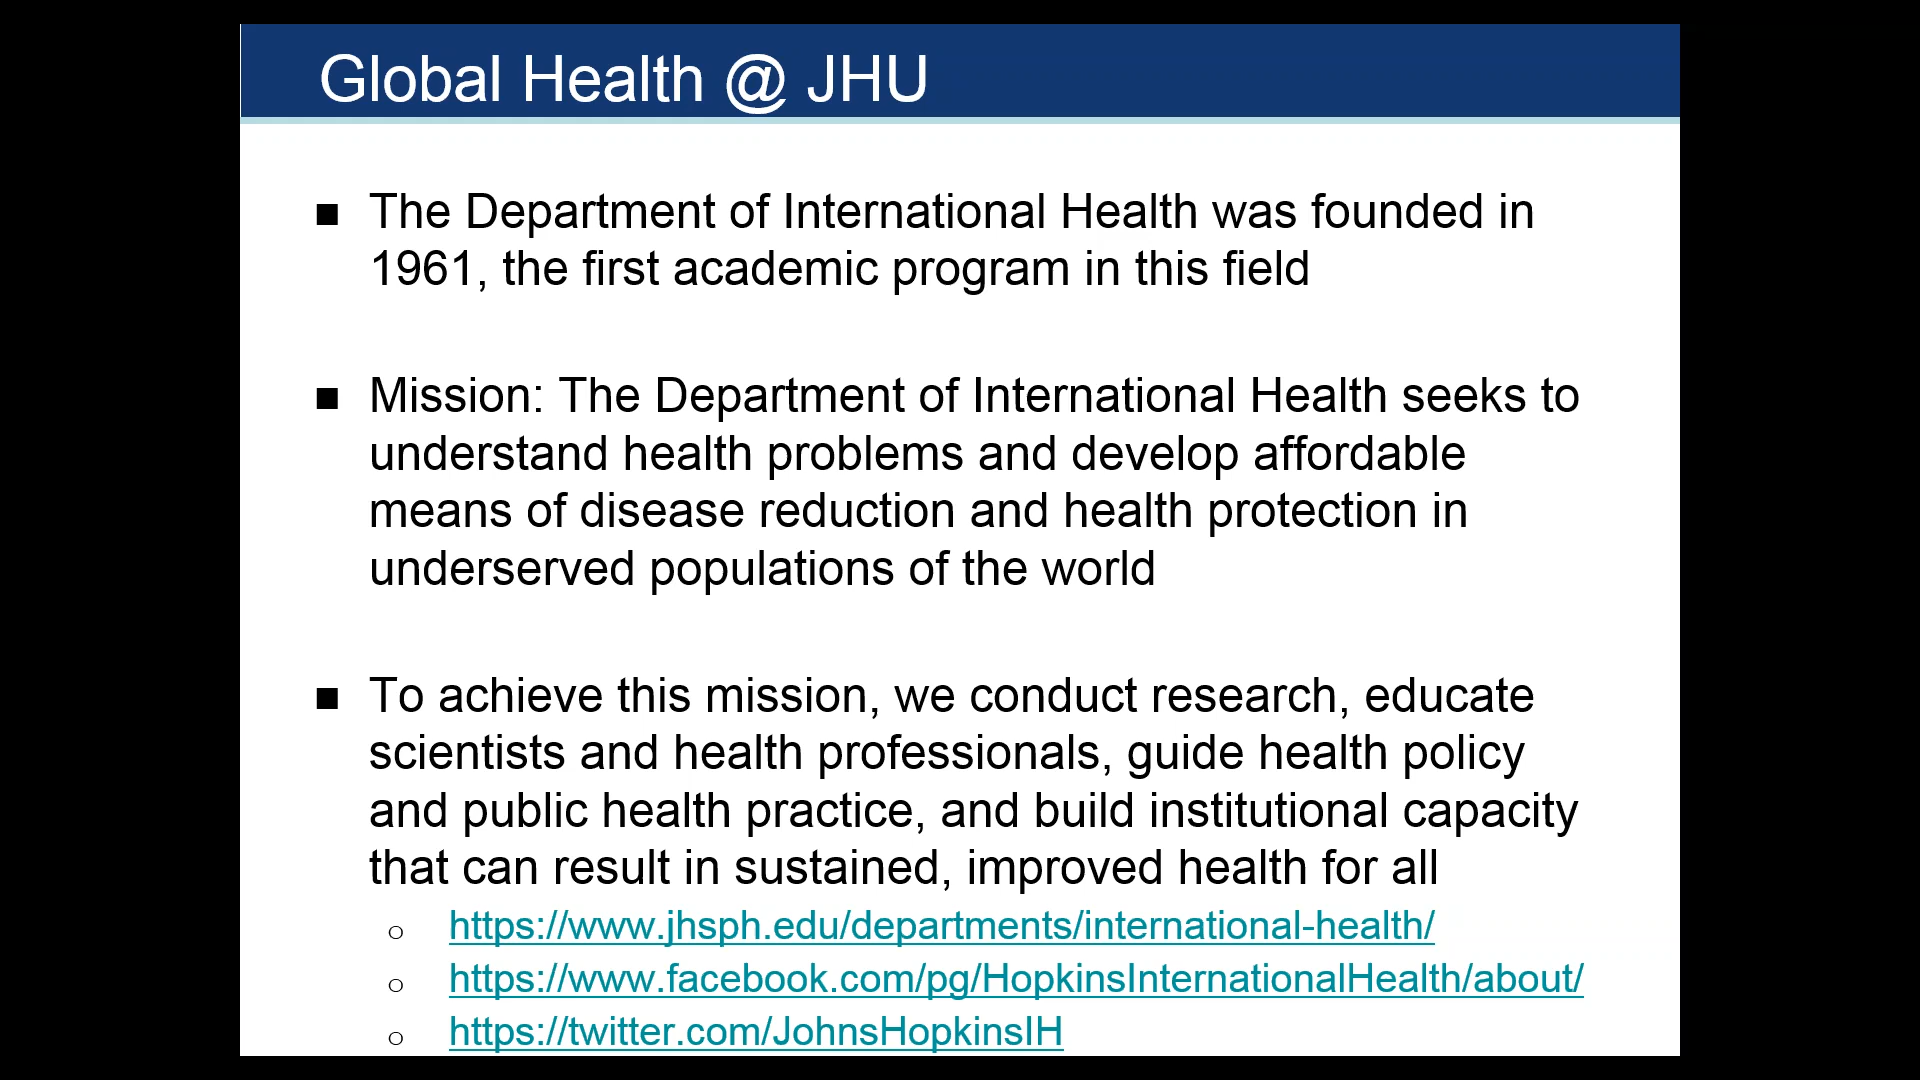 Global Health @ JHU
■ The Department of International Health was founded in
1961, the first academic program in this field
■ Mission: The Department of International Health seeks to
understand health problems and develop affordable
means of disease reduction and health protection in
underserved populations of the world
■ To achieve this mission, we conduct research, educate
scientists and health professionals, guide health policy
and public health practice, and build institutional capacity
that can result in sustained, improved health for all
○ https://www.jhsph.edu/departments/international-health/
○ https://www.facebook.com/pg/HopkinsInternationalHealth/about/
○ https://twitter.com/JohnsHopkinsIH